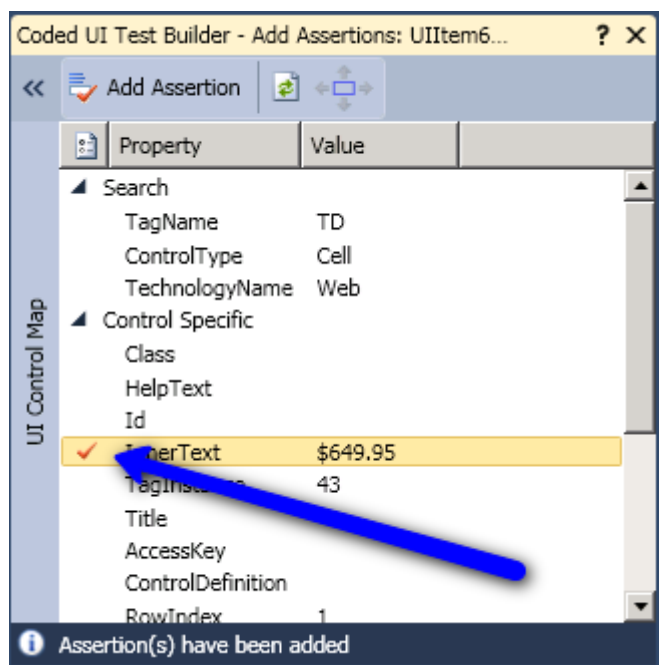 Coded UI Test Builder - Add Assertions: UIItem6... ? ×
« Add Assertion
Property Value
Search
TagName TD
ControlType Cell
TechnologyName Web
UI Control Map
Control Specific
Class
HelpText
Id
InnerText $649.95
TagInstance 43
Title
AccessKey
ControlDefinition
RowIndex 1
Assertion(s) have been added